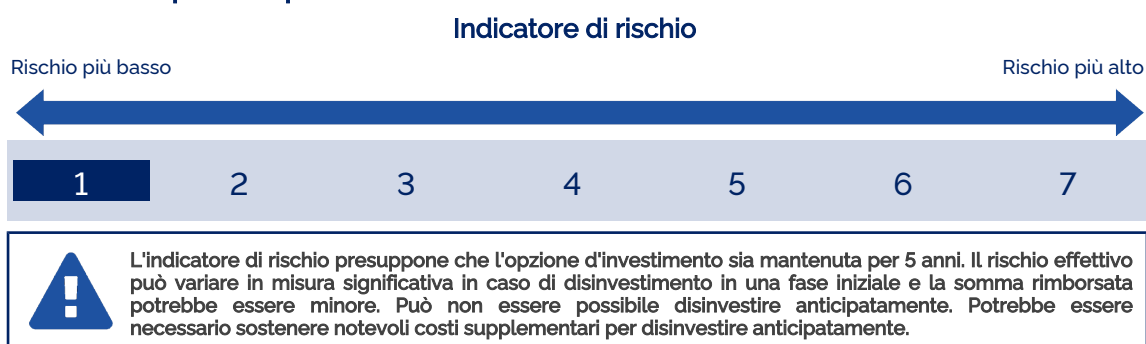 Indicatore di rischio
Rischio più basso
Rischio più alto
1 2 3 4 5 6 7
L'indicatore di rischio presuppone che l'opzione d'investimento sia mantenuta per 5 anni. Il rischio effettivo
può variare in misura significativa in caso di disinvestimento in una fase iniziale e la somma rimborsata
potrebbe essere minore. Può non essere possibile disinvestire anticipatamente. Potrebbe essere
necessario sostenere notevoli costi supplementari per disinvestire anticipatamente.